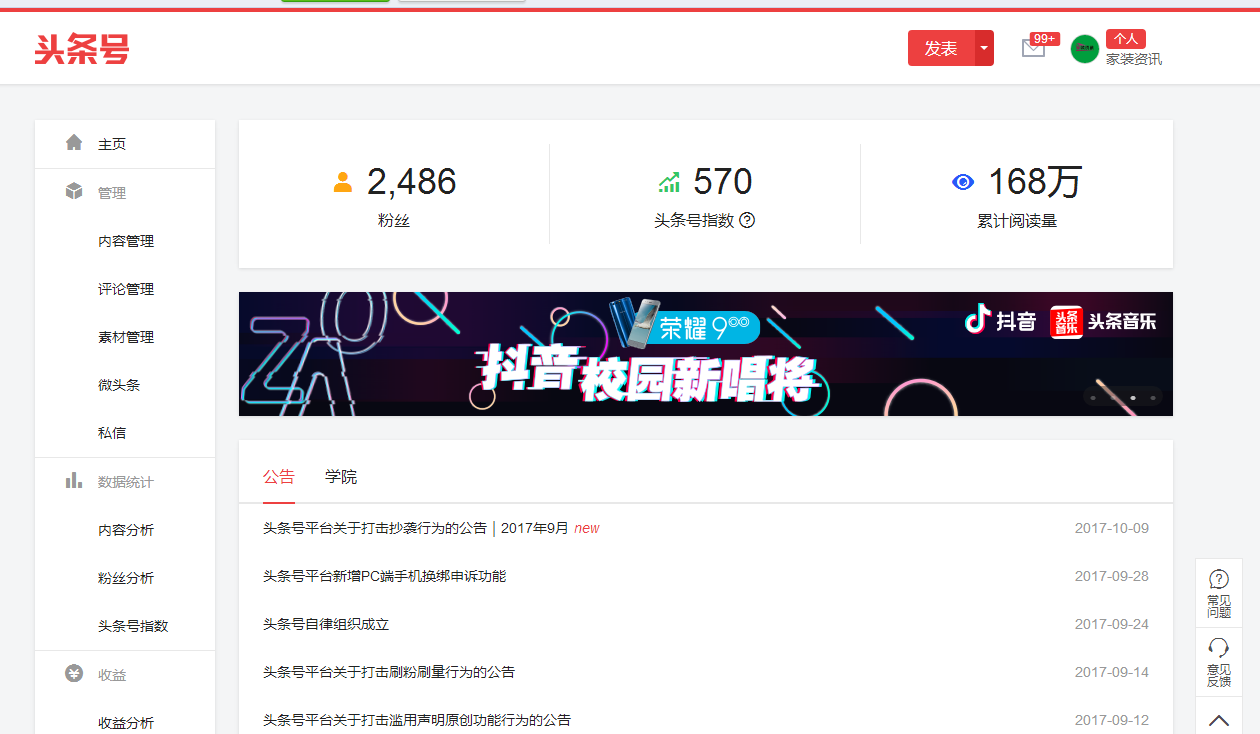 头条号
发表
99+
个人
家装资讯
主页
管理
内容管理
评论管理
素材管理
微头条
私信
数据统计
内容分析
粉丝分析
头条号指数
收益
收益分析
2,486
粉丝
570
头条号指数
168万
累计阅读量
荣耀9
抖音校园新唱将
抖音
头条音乐
头条音乐
公告
学院
头条号平台关于打击抄袭行为的公告 | 2017年9月 new 2017-10-09
头条号平台新增PC端手机换绑申诉功能 2017-09-28
头条号自律组织成立 2017-09-24
头条号平台关于打击刷粉刷量行为的公告 2017-09-14
头条号平台关于打击滥用声明原创功能行为的公告 2017-09-12
常见
问题
意见
反馈